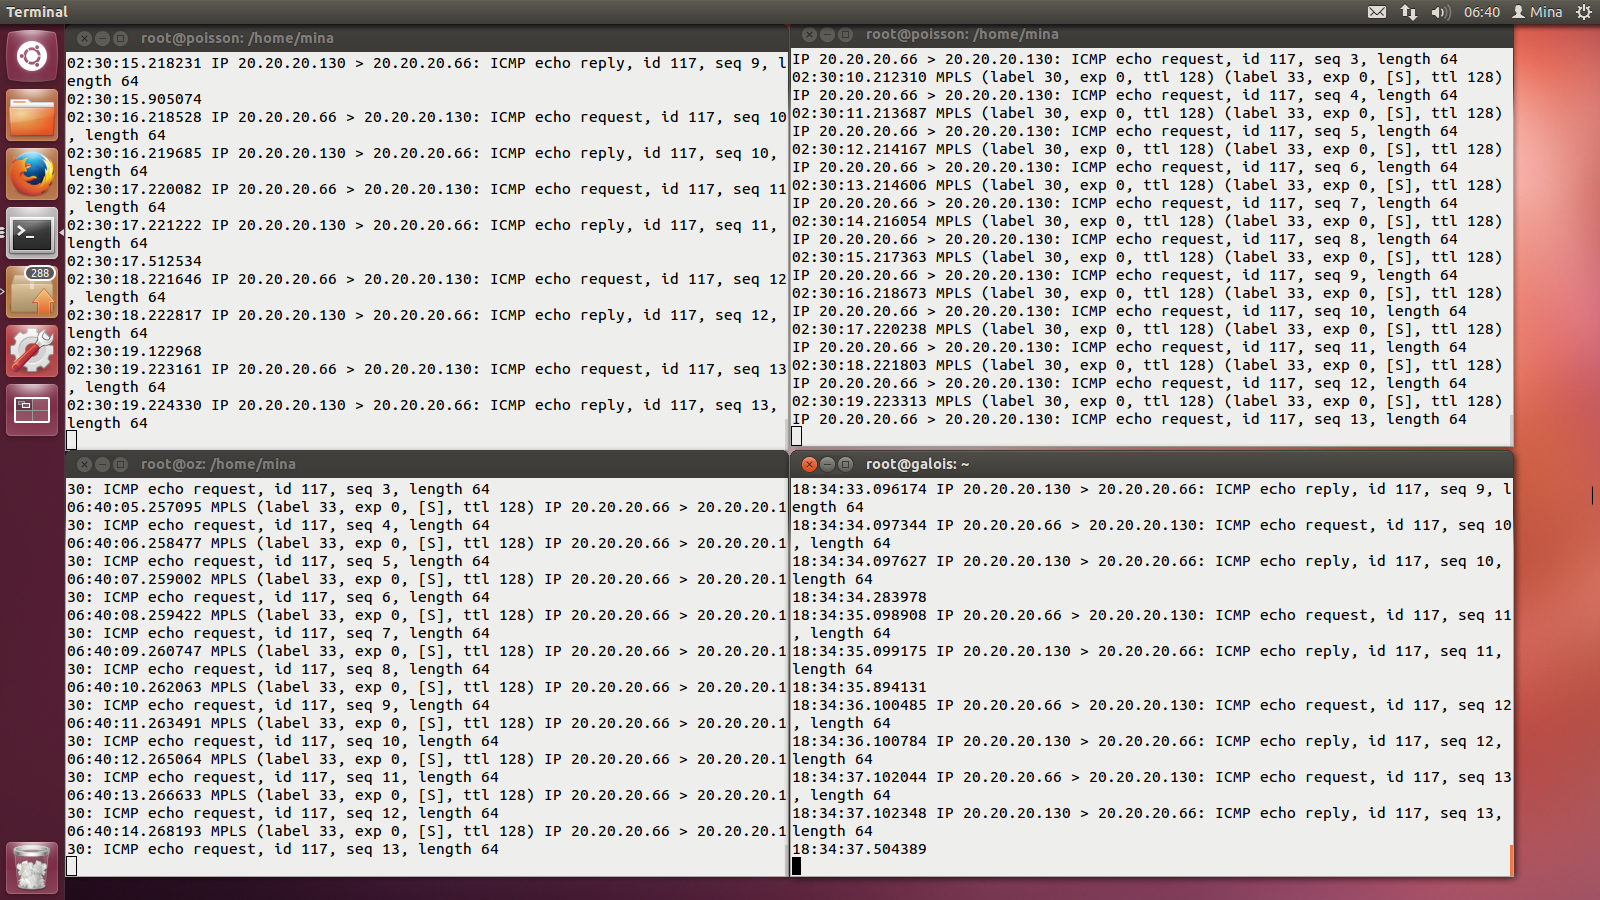 Terminal
06:40
Mina
288
root@poisson: /home/mina
02:30:15.218231 IP 20.20.20.130 > 20.20.20.66: ICMP echo reply, id 117, seq 9, l
ength 64
02:30:15.905074
02:30:16.218528 IP 20.20.20.66 > 20.20.20.130: ICMP echo request, id 117, seq 10
, length 64
02:30:16.219685 IP 20.20.20.130 > 20.20.20.66: ICMP echo reply, id 117, seq 10,
length 64
02:30:17.220082 IP 20.20.20.66 > 20.20.20.130: ICMP echo request, id 117, seq 11
, length 64
02:30:17.221222 IP 20.20.20.130 > 20.20.20.66: ICMP echo reply, id 117, seq 11,
length 64
02:30:17.512534
02:30:18.221646 IP 20.20.20.66 > 20.20.20.130: ICMP echo request, id 117, seq 12
, length 64
02:30:18.222817 IP 20.20.20.130 > 20.20.20.66: ICMP echo reply, id 117, seq 12,
length 64
02:30:19.122968
02:30:19.223161 IP 20.20.20.66 > 20.20.20.130: ICMP echo request, id 117, seq 13
, length 64
02:30:19.224330 IP 20.20.20.130 > 20.20.20.66: ICMP echo reply, id 117, seq 13,
length 64
root@poisson: /home/mina
IP 20.20.20.66 > 20.20.20.130: ICMP echo request, id 117, seq 3, length 64
02:30:10.212310 MPLS (label 30, exp 0, ttl 128) (label 33, exp 0, [S], ttl 128)
IP 20.20.20.66 > 20.20.20.130: ICMP echo request, id 117, seq 4, length 64
02:30:11.213687 MPLS (label 30, exp 0, ttl 128) (label 33, exp 0, [S], ttl 128)
IP 20.20.20.66 > 20.20.20.130: ICMP echo request, id 117, seq 5, length 64
02:30:12.214167 MPLS (label 30, exp 0, ttl 128) (label 33, exp 0, [S], ttl 128)
IP 20.20.20.66 > 20.20.20.130: ICMP echo request, id 117, seq 6, length 64
02:30:13.214606 MPLS (label 30, exp 0, ttl 128) (label 33, exp 0, [S], ttl 128)
IP 20.20.20.66 > 20.20.20.130: ICMP echo request, id 117, seq 7, length 64
02:30:14.216054 MPLS (label 30, exp 0, ttl 128) (label 33, exp 0, [S], ttl 128)
IP 20.20.20.66 > 20.20.20.130: ICMP echo request, id 117, seq 8, length 64
02:30:15.217363 MPLS (label 30, exp 0, ttl 128) (label 33, exp 0, [S], ttl 128)
IP 20.20.20.66 > 20.20.20.130: ICMP echo request, id 117, seq 9, length 64
02:30:16.218673 MPLS (label 30, exp 0, ttl 128) (label 33, exp 0, [S], ttl 128)
IP 20.20.20.66 > 20.20.20.130: ICMP echo request, id 117, seq 10, length 64
02:30:17.220238 MPLS (label 30, exp 0, ttl 128) (label 33, exp 0, [S], ttl 128)
IP 20.20.20.66 > 20.20.20.130: ICMP echo request, id 117, seq 11, length 64
02:30:18.221803 MPLS (label 30, exp 0, ttl 128) (label 33, exp 0, [S], ttl 128)
IP 20.20.20.66 > 20.20.20.130: ICMP echo request, id 117, seq 12, length 64
02:30:19.223313 MPLS (label 30, exp 0, ttl 128) (label 33, exp 0, [S], ttl 128)
IP 20.20.20.66 > 20.20.20.130: ICMP echo request, id 117, seq 13, length 64
root@oz: /home/mina
30: ICMP echo request, id 117, seq 3, length 64
06:40:05.257095 MPLS (label 33, exp 0, [S], ttl 128) IP 20.20.20.66 > 20.20.20.1
30: ICMP echo request, id 117, seq 4, length 64
06:40:06.258477 MPLS (label 33, exp 0, [S], ttl 128) IP 20.20.20.66 > 20.20.20.1
30: ICMP echo request, id 117, seq 5, length 64
06:40:07.259002 MPLS (label 33, exp 0, [S], ttl 128) IP 20.20.20.66 > 20.20.20.1
30: ICMP echo request, id 117, seq 6, length 64
06:40:08.259422 MPLS (label 33, exp 0, [S], ttl 128) IP 20.20.20.66 > 20.20.20.1
30: ICMP echo request, id 117, seq 7, length 64
06:40:09.260747 MPLS (label 33, exp 0, [S], ttl 128) IP 20.20.20.66 > 20.20.20.1
30: ICMP echo request, id 117, seq 8, length 64
06:40:10.262063 MPLS (label 33, exp 0, [S], ttl 128) IP 20.20.20.66 > 20.20.20.1
30: ICMP echo request, id 117, seq 9, length 64
06:40:11.263491 MPLS (label 33, exp 0, [S], ttl 128) IP 20.20.20.66 > 20.20.20.1
30: ICMP echo request, id 117, seq 10, length 64
06:40:12.265064 MPLS (label 33, exp 0, [S], ttl 128) IP 20.20.20.66 > 20.20.20.1
30: ICMP echo request, id 117, seq 11, length 64
06:40:13.266633 MPLS (label 33, exp 0, [S], ttl 128) IP 20.20.20.66 > 20.20.20.1
30: ICMP echo request, id 117, seq 12, length 64
06:40:14.268193 MPLS (label 33, exp 0, [S], ttl 128) IP 20.20.20.66 > 20.20.20.1
30: ICMP echo request, id 117, seq 13, length 64
root@galois: ~
18:34:33.096174 IP 20.20.20.130 > 20.20.20.66: ICMP echo reply, id 117, seq 9, l
ength 64
18:34:34.097344 IP 20.20.20.66 > 20.20.20.130: ICMP echo request, id 117, seq 10
, length 64
18:34:34.097627 IP 20.20.20.130 > 20.20.20.66: ICMP echo reply, id 117, seq 10,
length 64
18:34:34.283978
18:34:35.098908 IP 20.20.20.66 > 20.20.20.130: ICMP echo request, id 117, seq 11
, length 64
18:34:35.099175 IP 20.20.20.130 > 20.20.20.66: ICMP echo reply, id 117, seq 11,
length 64
18:34:35.894131
18:34:36.100485 IP 20.20.20.66 > 20.20.20.130: ICMP echo request, id 117, seq 12
, length 64
18:34:36.100784 IP 20.20.20.130 > 20.20.20.66: ICMP echo reply, id 117, seq 12,
length 64
18:34:37.102044 IP 20.20.20.66 > 20.20.20.130: ICMP echo request, id 117, seq 13
, length 64
18:34:37.102348 IP 20.20.20.130 > 20.20.20.66: ICMP echo reply, id 117, seq 13,
length 64
18:34:37.504389